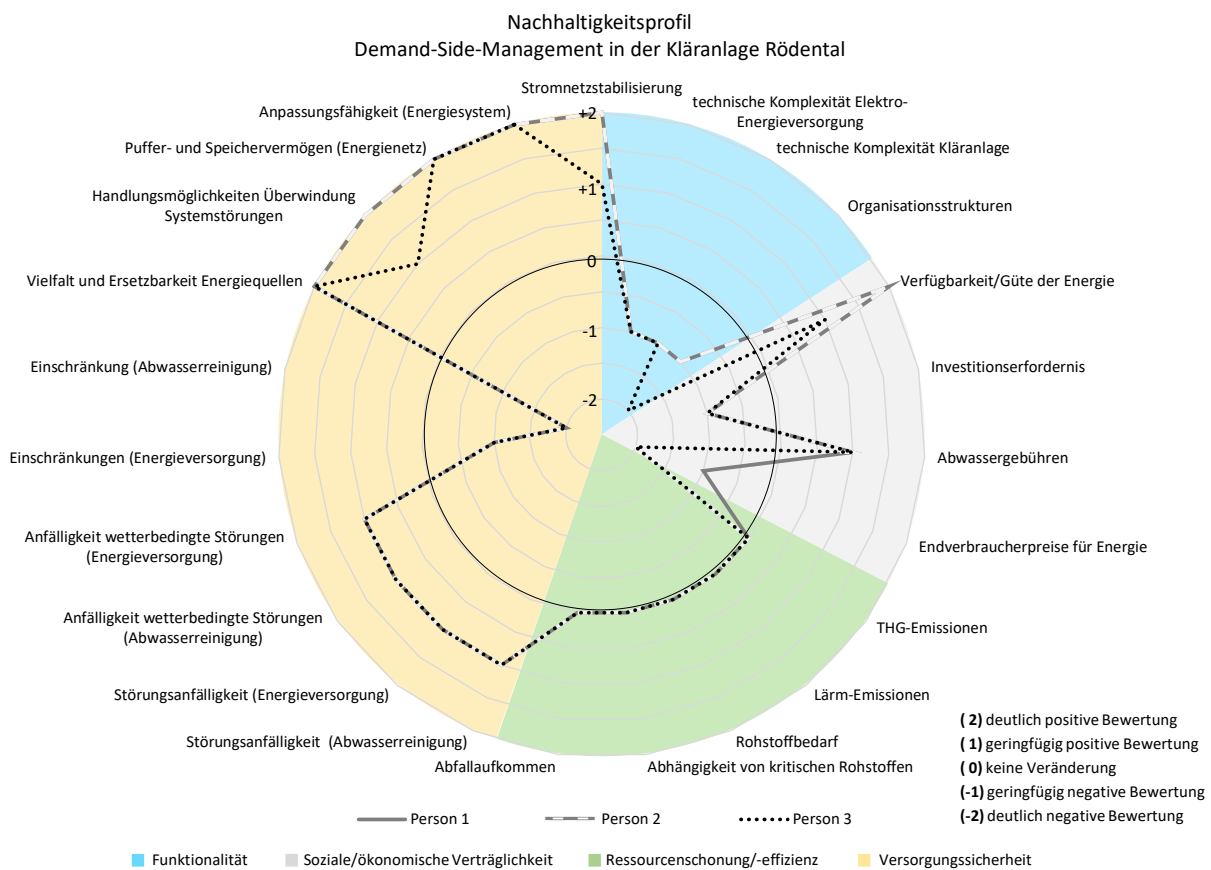 Nachhaltigkeitsprofil
Demand-Side-Management in der Kläranlage Rödental
Stromnetzstabilisierung
technische Komplexität Elektro-
Energieversorgung
technische Komplexität Kläranlage
Organisationsstrukturen
Verfügbarkeit/Güte der Energie
Investitionserfordernis
Abwassergebühren
Endverbraucherpreise für Energie
THG-Emissionen
Lärm-Emissionen
Rohstoffbedarf
Abhängigkeit von kritischen Rohstoffen
Abfallaufkommen
Störungsanfälligkeit (Abwasserreinigung)
Störungsanfälligkeit (Energieversorgung)
Anfälligkeit wetterbedingte Störungen
(Abwasserreinigung)
Anfälligkeit wetterbedingte Störungen
(Energieversorgung)
Einschränkungen (Energieversorgung)
Einschränkung (Abwasserreinigung)
Vielfalt und Ersetzbarkeit Energiequellen
Handlungsmöglichkeiten Überwindung
Systemstörungen
Puffer- und Speichervermögen (Energienetz)
Anpassungsfähigkeit (Energiesystem)
+2
+1
0
-1
-2
( 2) deutlich positive Bewertung
( 1) geringfügig positive Bewertung
( 0) keine Veränderung
(-1) geringfügig negative Bewertung
(-2) deutlich negative Bewertung
Person 1 Person 2 Person 3
Funktionalität Soziale/ökonomische Verträglichkeit Ressourcenschonung/-effizienz Versorgungssicherheit